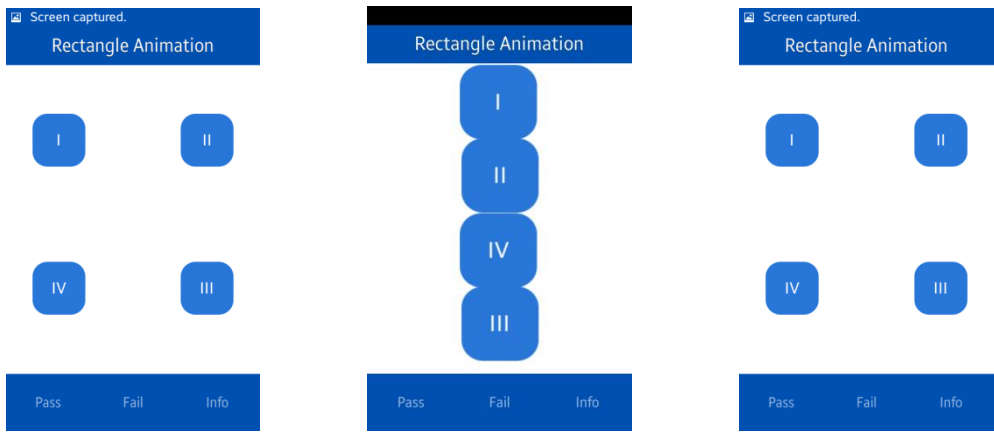 Screen captured.
Rectangle Animation
I II
IV III
Pass Fail Info
Rectangle Animation
I
II
IV
III
Pass Fail Info
Screen captured.
Rectangle Animation
I II
IV III
Pass Fail Info